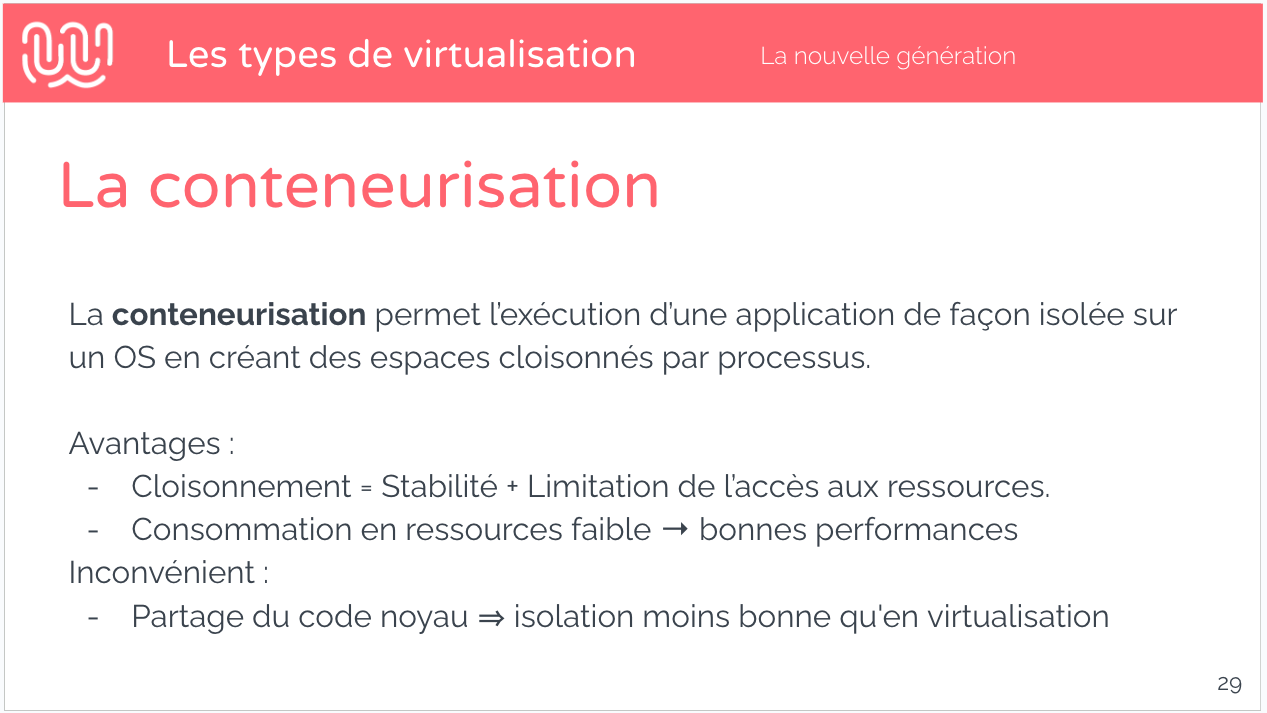 Les types de virtualisation
La nouvelle génération
La conteneurisation
La conteneurisation permet l’exécution d’une application de façon isolée sur
un OS en créant des espaces cloisonnés par processus.
Avantages :
- Cloisonnement = Stabilité + Limitation de l’accès aux ressources.
- Consommation en ressources faible → bonnes performances
Inconvénient :
- Partage du code noyau ⇒ isolation moins bonne qu'en virtualisation
29